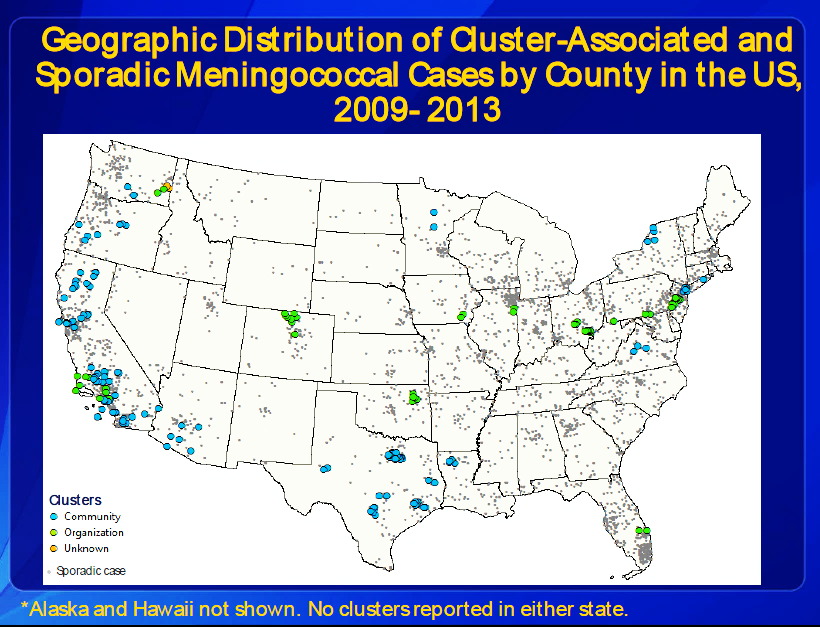 Geographic Distribution of Cluster-Associated and
Sporadic Meningococcal Cases by County in the US,
2009- 2013
Clusters
Community
Organization
Unknown
Sporadic case
*Alaska and Hawaii not shown. No clusters reported in either state.